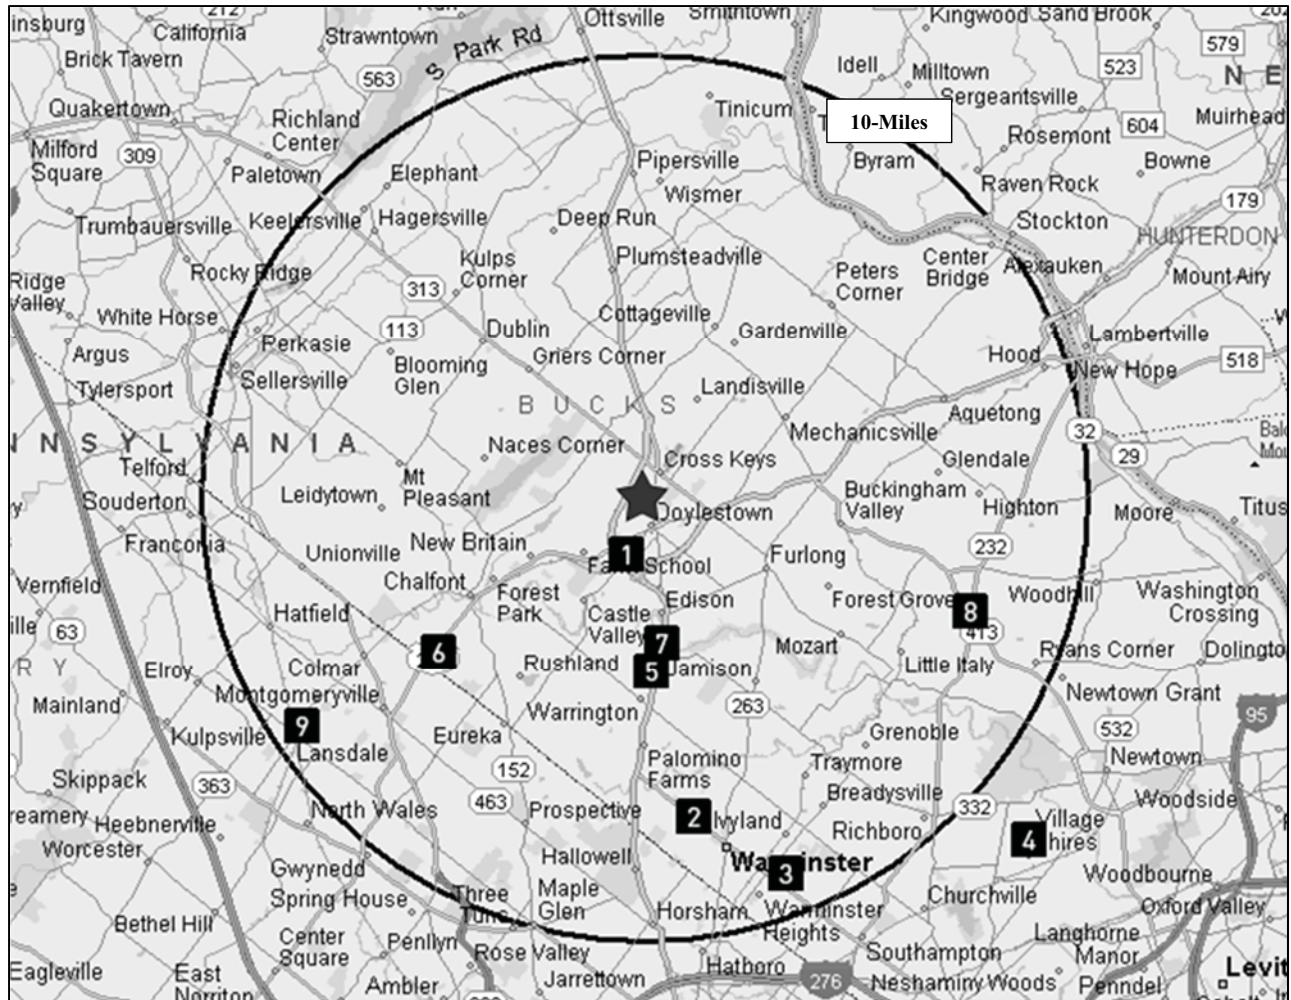 insburg
212
California
Strawntown
Ottsville
Smithtown
Kingwood
Sand Brook
202
Brick Tavern
S Park Rd
563
Idell
Milltown
523
579
N E
Quakertown
Richland
Center
Tinicum
10-Miles
Sergeantsville
604
Muirhead
Rosemont
Milford
Square
309
Paletown
Elephant
Pipersville
Byram
Bowne
Wismer
Raven Rock
179
Trumbauersville
Keelersville
Hagersville
Deep Run
Stockton
HUNTERDON
Rocky Ridge
Kulps
Corner
Plumsteadville
Peters
Corner
Center
Bridge
Alexauken
Mount Airy
Ridge
Valley
313
White Horse
113
Dublin
Cottageville
Gardenville
Lambertville
Argus
Perkasie
Blooming
Glen
Griers Corner
Hood
518
New Hope
Tylersport
Sellersville
Landisville
BUCKS
Aquetong
NNSYLVANIA
Naces Corner
Mechanicsville
32
29
Telford
Cross Keys
Glendale
Souderton
Leidytown
Mt
Pleasant
Doylestown
Buckingham
Valley
Highton
Moore
Titus
Franconia
Unionville
New Britain
1
School
Furlong
232
Vernfield
Chalfont
Forest
Park
Castle
Valley
Edison
Forest Grove
8
Woodhill
Washington
Crossing
Hatfield
ille
63
413
RY
Elroy
Colmar
6
7
5
Rushland
Jamison
Mozart
Little Italy
Ryans Corner
Dolingto
Mainland
Montgomeryville
Warrington
263
Newtown Grant
95
Kulpsville
9
Lansdale
Eureka
Grenoble
532
Newtown
Skippack
363
152
Palomino
Farms
Traymore
463
Breadysville
reamery
Heebnerville
North Wales
Prospective
2
Ivyland
Richboro
332
Woodside
Worcester
4
Village
hires
Gwynedd
Hallowell
3
Woodbourne
Spring House
Three
Tuns
Maple
Glen
Horsham
Warminster
Heights
Churchville
Oxford Valley
Bethel Hill
Center
Square
Penllyn
Rose Valley
Southampton
Langhorne
Manor
Eagleville
East
Norriton
Ambler
Jarrettown
Hatboro
276
Neshaminy Woods
Penndel
Levit